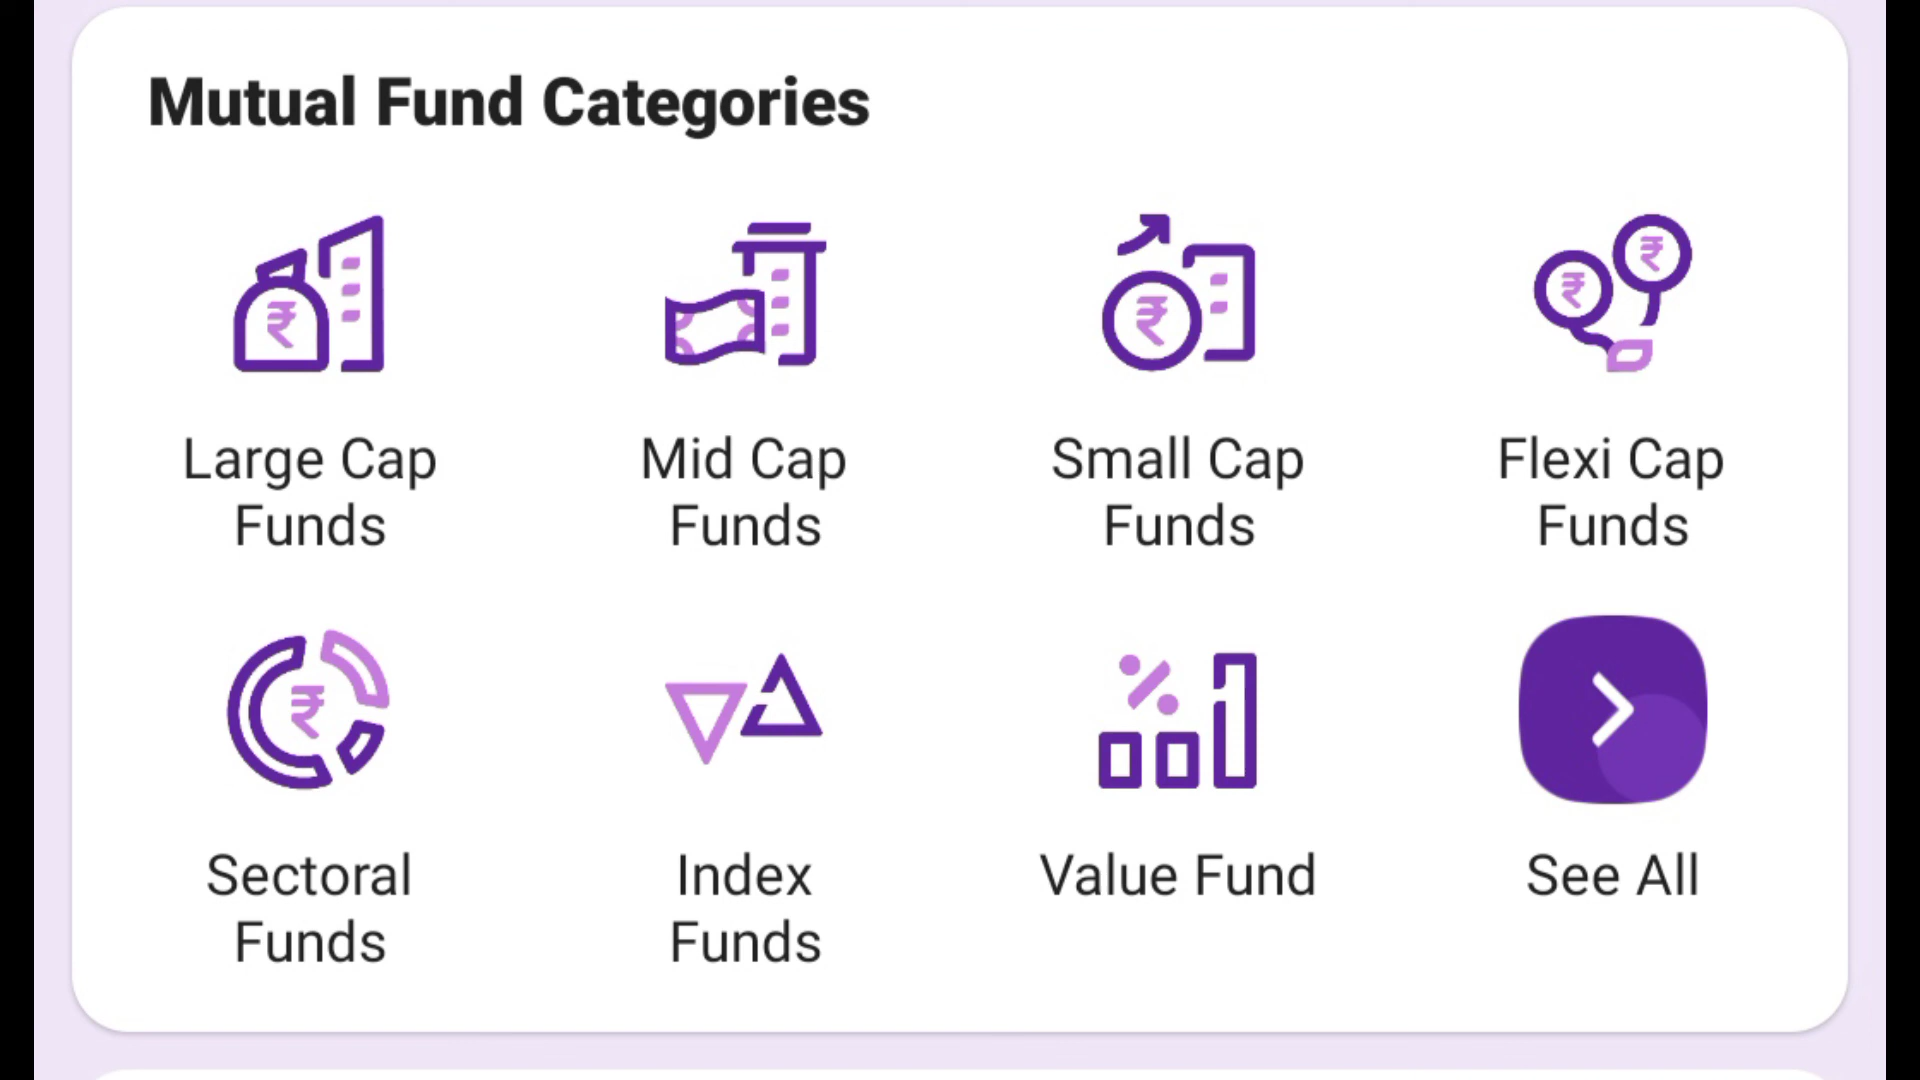 Mutual Fund Categories
₹
₹
₹ ₹
Large Cap Mid Cap Small Cap Flexi Cap
Funds Funds Funds Funds
₹ %
Sectoral Index Value Fund See All
Funds Funds